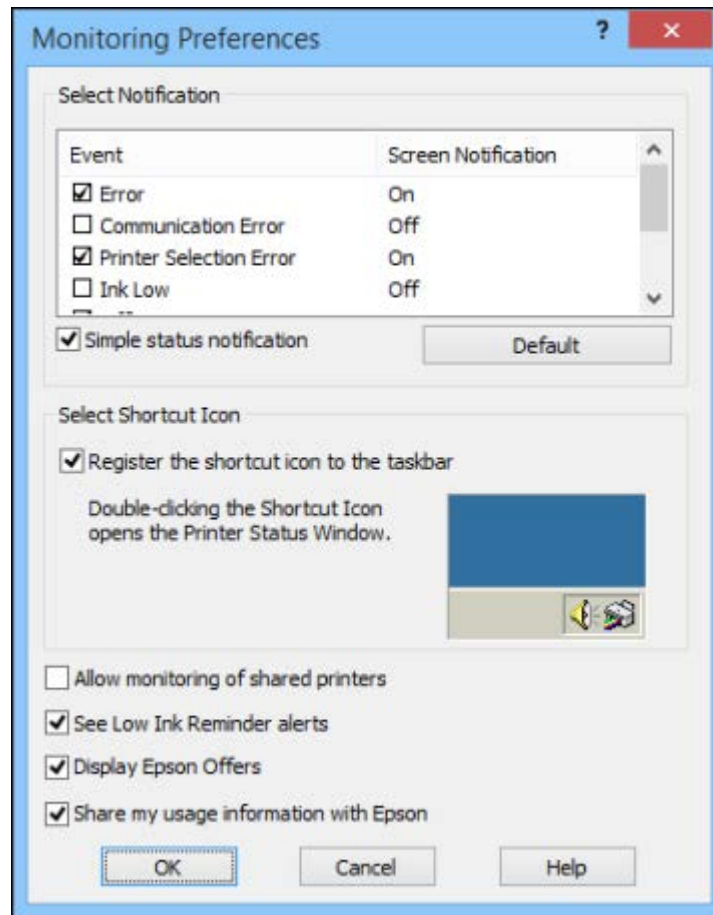 Monitoring Preferences ?
Select Notification
Event Screen Notification
Error On
Communication Error Off
Printer Selection Error On
Ink Low Off
Simple status notification Default
Select Shortcut Icon
Register the shortcut icon to the taskbar
Double-clicking the Shortcut Icon
opens the Printer Status Window.
Allow monitoring of shared printers
See Low Ink Reminder alerts
Display Epson Offers
Share my usage information with Epson
OK Cancel Help